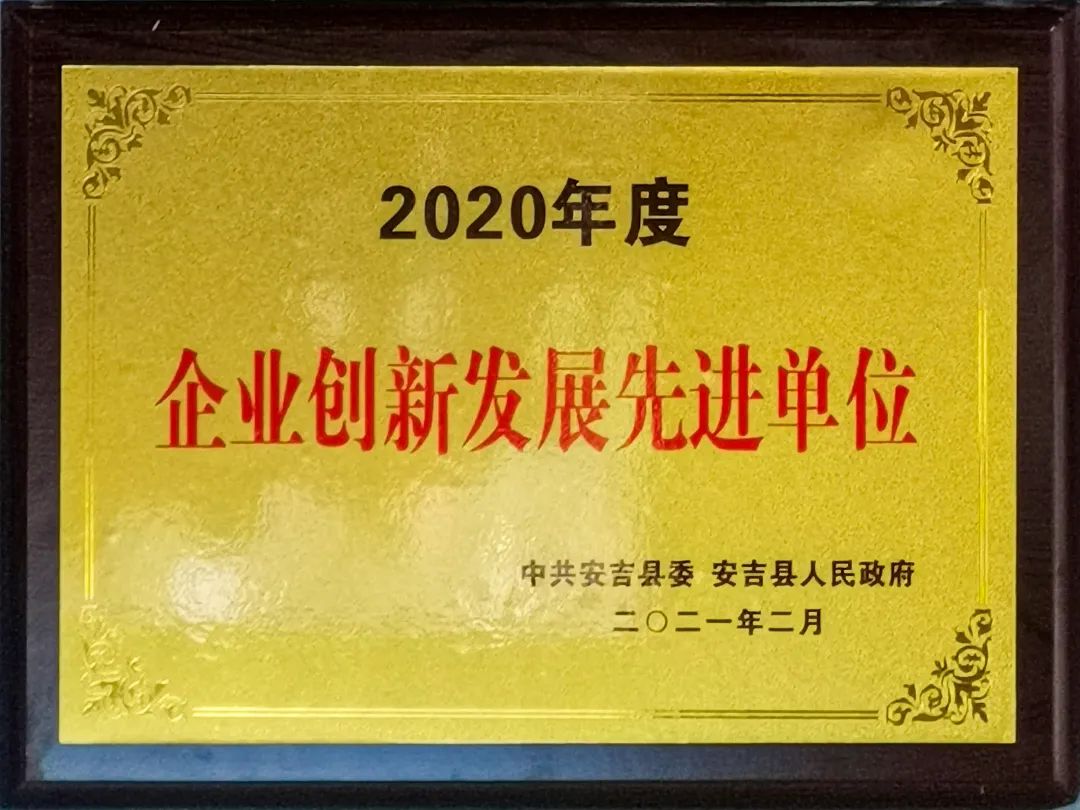 2020年度
企业创新发展先进单位
中共安吉县委 安吉县人民政府
二〇二一年二月